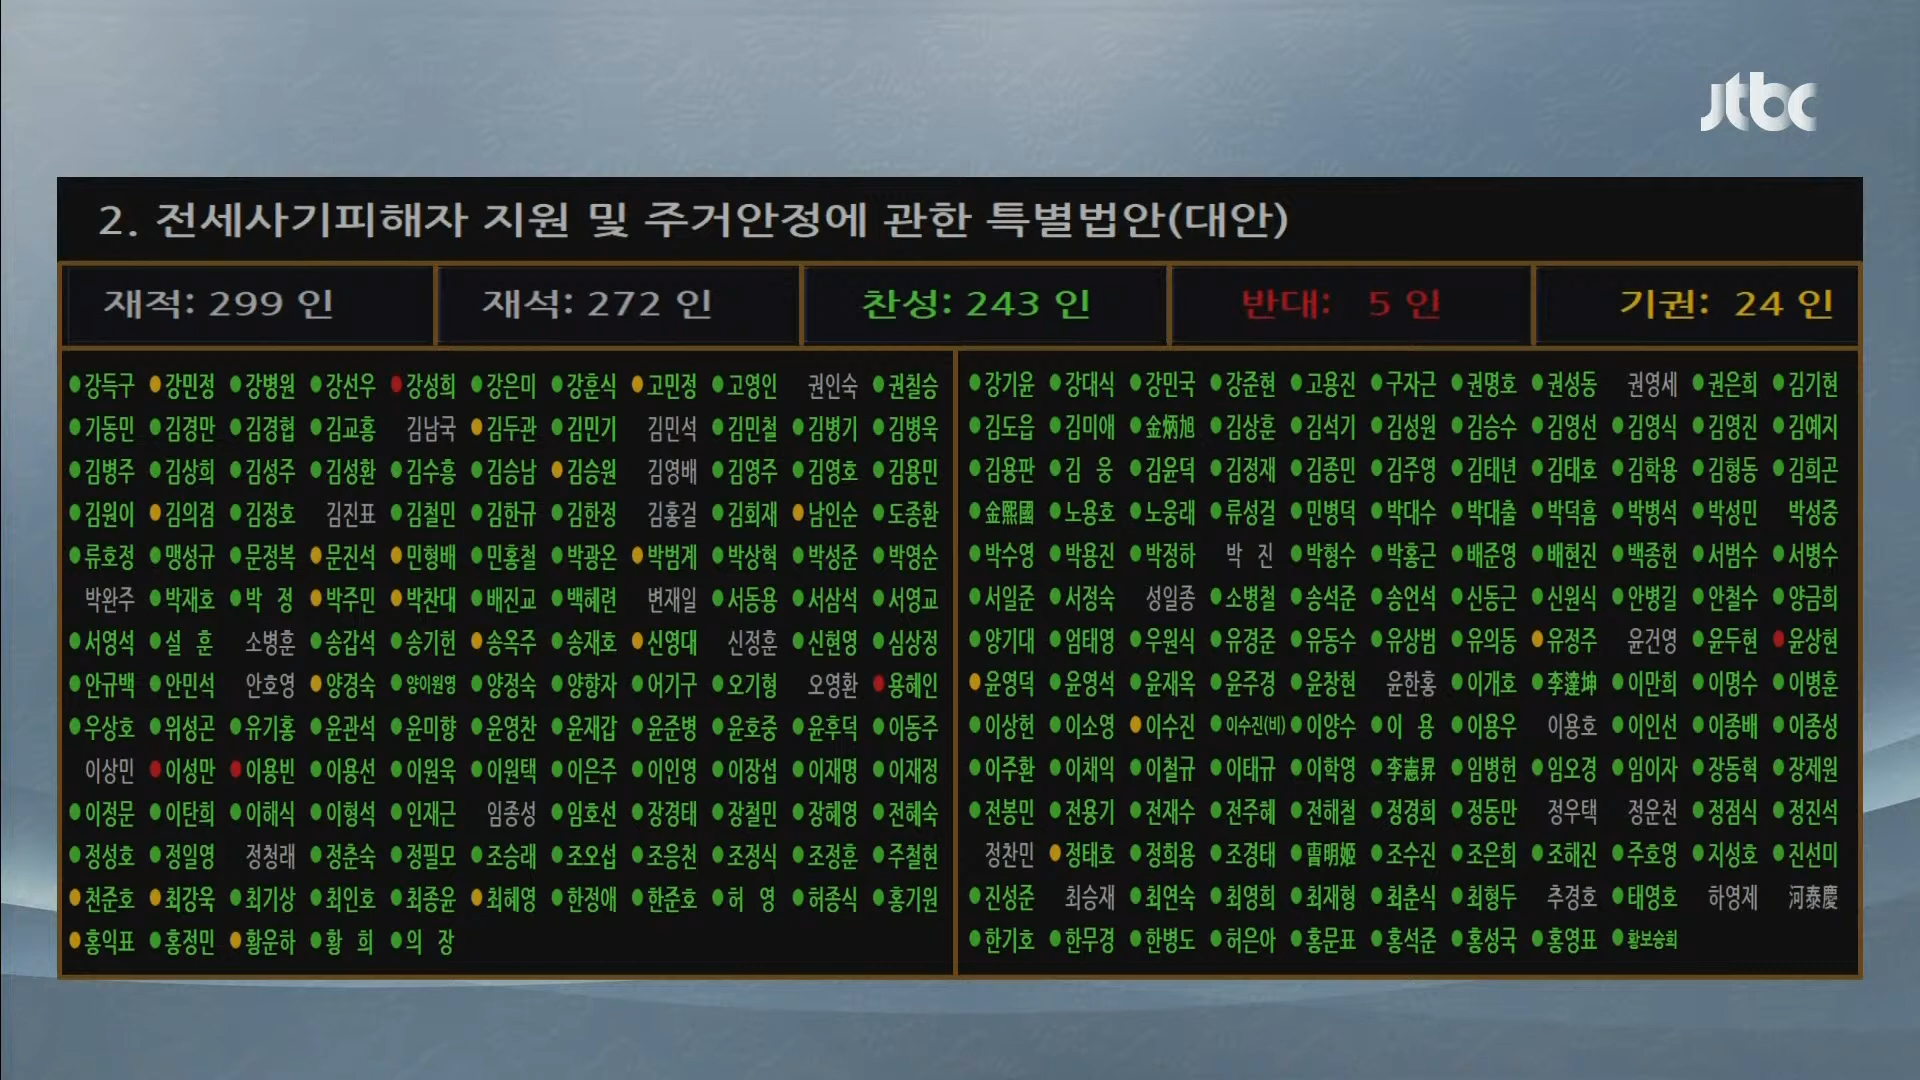 jtbc
2. 전세사기피해자 지원 및 주거안정에 관한 특별법안(대안)
재적: 299 인 재석: 272 인 찬성: 243 인 반대: 5 인 기권: 24 인
강득구 강민정 강병원 강선우 강성희 강은미 강훈식 고민정 고영인 권인숙 권칠승
기동민 김경만 김경협 김교흥 김남국 김두관 김민기 김민석 김민철 김병기 김병욱
김병주 김상희 김성주 김성환 김수흥 김승남 김승원 김영배 김영주 김영호 김용민
김원이 김의겸 김정호 김진표 김철민 김한규 김한정 김홍걸 김회재 남인순 도종환
류호정 맹성규 문정복 문진석 민형배 민홍철 박광온 박범계 박상혁 박성준 박영순
박완주 박재호 박 정 박주민 박찬대 배진교 백혜련 변재일 서동용 서삼석 서영교
서영석 설 훈 소병훈 송갑석 송기헌 송옥주 송재호 신영대 신정훈 신현영 심상정
안규백 안민석 안호영 양경숙 양이원영 양정숙 양향자 어기구 오기형 오영환 용혜인
우상호 위성곤 유기홍 윤관석 윤미향 윤영찬 윤재갑 윤준병 윤호중 윤후덕 이동주
이상민 이성만 이용빈 이용선 이원욱 이원택 이은주 이인영 이장섭 이재명 이재정
이정문 이탄희 이해식 이형석 인재근 임종성 임호선 장경태 장철민 장혜영 전혜숙
정성호 정일영 정청래 정춘숙 정필모 조승래 조오섭 조응천 조정식 조정훈 주철현
천준호 최강욱 최기상 최인호 최종윤 최혜영 한정애 한준호 허 영 허종식 홍기원
홍익표 홍정민 황운하 황 희 의 장
강기윤 강대식 강민국 강준현 고용진 구자근 권명호 권성동 권영세 권은희 김기현
김도읍 김미애 金炳旭 김상훈 김석기 김성원 김승수 김영선 김영식 김영진 김예지
김용판 김 웅 김윤덕 김정재 김종민 김주영 김태년 김태호 김학용 김형동 김희곤
金熙國 노용호 노웅래 류성걸 민병덕 박대수 박대출 박덕흠 박병석 박성민 박성중
박수영 박용진 박정하 박 진 박형수 박홍근 배준영 배현진 백종헌 서범수 서병수
서일준 서정숙 성일종 소병철 송석준 송언석 신동근 신원식 안병길 안철수 양금희
양기대 엄태영 우원식 유경준 유동수 유상범 유의동 유정주 윤건영 윤두현 윤상현
윤영덕 윤영석 윤재옥 윤주경 윤창현 윤한홍 이개호 李達坤 이만희 이명수 이병훈
이상헌 이소영 이수진 이수진(비) 이양수 이 용 이용우 이용호 이인선 이종배 이종성
이주환 이채익 이철규 이태규 이학영 李憲昇 임병헌 임오경 임이자 장동혁 장제원
전봉민 전용기 전재수 전주혜 전해철 정경희 정동만 정우택 정운천 정점식 정진석
정찬민 정태호 정희용 조경태 曺明姬 조수진 조은희 조해진 주호영 지성호 진선미
진성준 최승재 최연숙 최영희 최재형 최춘식 최형두 추경호 태영호 하영제 河泰慶
한기호 한무경 한병도 허은아 홍문표 홍석준 홍성국 홍영표 황보승희